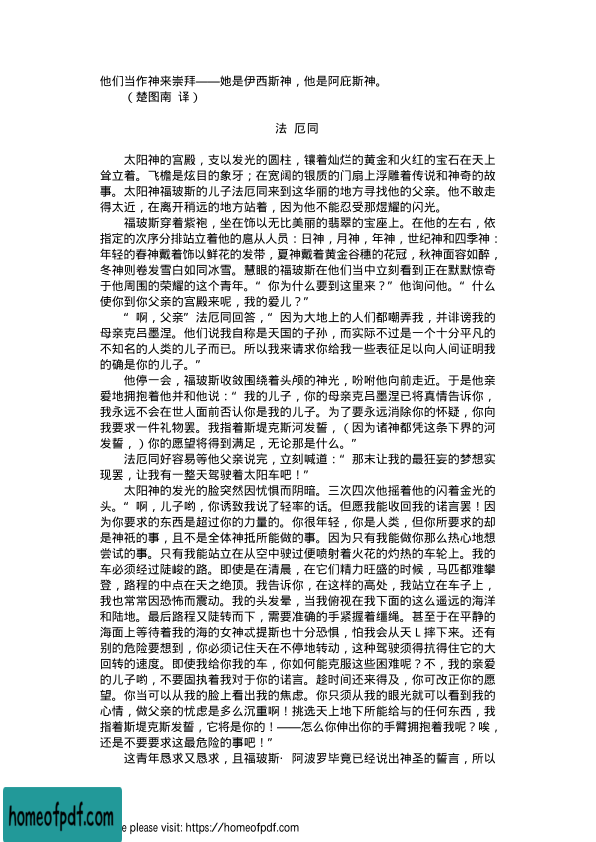 他们当作神来崇拜——她是伊西斯神，他是阿庇斯神。
（楚图南 译）
法 厄同
太阳神的宫殿，支以发光的圆柱，镶着灿烂的黄金和火红的宝石在天上
耸立着。飞檐是炫目的象牙；在宽阔的银质的门扇上浮雕着传说和神奇的故
事。太阳神福玻斯的儿子法厄同来到这华丽的地方寻找他的父亲。他不敢走
得太近，在离开稍远的地方站着，因为他不能忍受那煜耀的闪光。
福玻斯穿着紫袍，坐在饰以无比美丽的翡翠的宝座上。在他的左右，依
指定的次序分排站立着他的扈从人员：日神，月神，年神，世纪神和四季神：
年轻的春神戴着饰以鲜花的发带，夏神戴着黄金谷穗的花冠，秋神面容如醉，
冬神则卷发雪白如同冰雪。慧眼的福玻斯在他们当中立刻看到正在默默惊奇
于他周围的荣耀的这个青年。“你为什么要到这里来？”他询问他。“什么
使你到你父亲的宫殿来呢，我的爱儿？”
“啊，父亲”法厄同回答，“因为大地上的人们都嘲弄我，并诽谤我的
母亲克吕墨涅。他们说我自称是天国的子孙，而实际不过是一个十分平凡的
不知名的人类的儿子而已。所以我来请求你给我一些表征足以向人间证明我
的确是你的儿子。”
他停一会，福玻斯收敛围绕着头颅的神光，吩咐他向前走近。于是他亲
爱地拥抱着他并和他说：“我的儿子，你的母亲克吕墨涅已将真情告诉你，
我永远不会在世人面前否认你是我的儿子。为了要永远消除你的怀疑，你向
我要求一件礼物罢。我指着斯堤克斯河发誓，（因为诸神都凭这条下界的河
发誓，）你的愿望将得到满足，无论那是什么。”
法厄同好容易等他父亲说完，立刻喊道：“那末让我的最狂妄的梦想实
现罢，让我有一整天驾驶着太阳车吧！”
太阳神的发光的脸突然因忧惧而阴暗。三次四次他摇着他的闪着金光的
头。“啊，儿子哟，你诱致我说了轻率的话。但愿我能收回我的诺言罢！因
为你要求的东西是超过你的力量的。你很年轻，你是人类，但你所要求的却
是神祇的事，且不是全体神抵所能做的事。因为只有我能做你那么热心地想
尝试的事。只有我能站立在从空中驶过便喷射着火花的灼热的车轮上。我的
车必须经过陡峻的路。即使是在清晨，在它们精力旺盛的时候，马匹都难攀
登，路程的中点在天之绝顶。我告诉你，在这样的高处，我站立在车子上，
我也常常因恐怖而震动。我的头发晕，当我俯视在我下面的这么遥远的海洋
和陆地。最后路程又陡转而下，需要准确的手紧握着缰绳。甚至于在平静的
海面上等待着我的海的女神忒提斯也十分恐惧，怕我会从天 L 摔下来。还有
别的危险要想到，你必须记住天在不停地转动，这种驾驶须得抗得住它的大
回转的速度。即使我给你我的车，你如何能克服这些困难呢？不，我的亲爱
的儿子哟，不要固执着我对于你的诺言。趁时间还来得及，你可改正你的愿
望。你当可以从我的脸上看出我的焦虑。你只须从我的眼光就可以看到我的
心情，做父亲的忧虑是多么沉重啊！挑选天上地下所能给与的任何东西，我
指着斯堤克斯发誓，它将是你的！——怎么你伸出你的手臂拥抱着我呢？唉，
还是不要要求这最危险的事吧！”
这青年恳求又恳求，且福玻斯· 阿波罗毕竟已经说出神圣的誓言，所以
homeofpdf.com
e please visit: https://homeofpdf.com